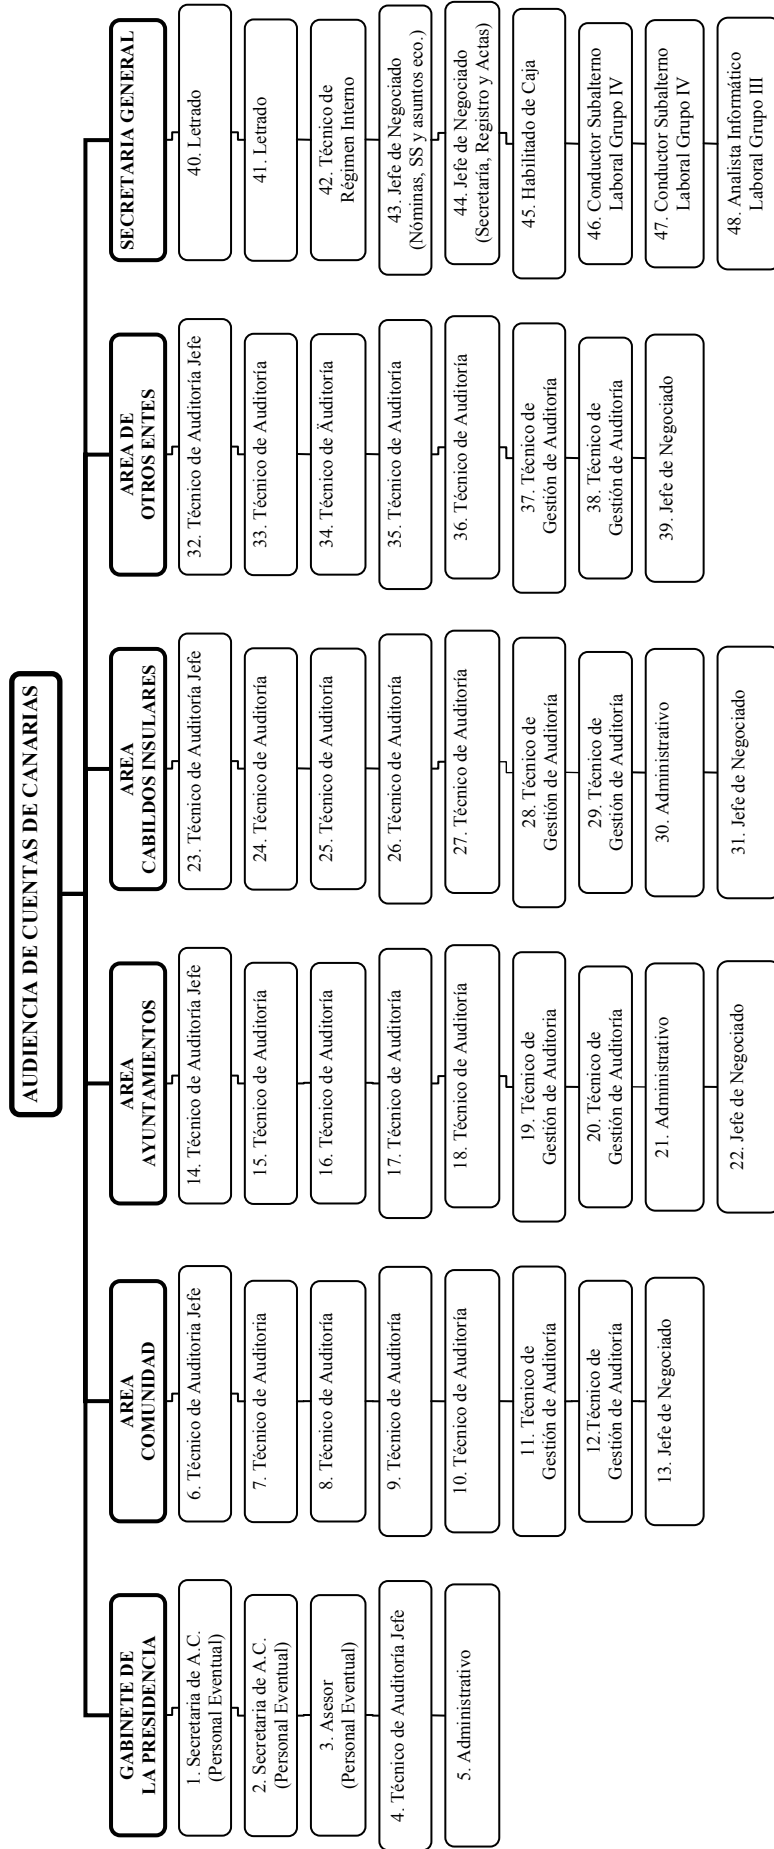 AUDIENCIA DE CUENTAS DE CANARIAS
GABINETE DE
LA PRESIDENCIA
1. Secretaria de A.C.
(Personal Eventual)
2. Secretaria de A.C.
(Personal Eventual)
3. Asesor
(Personal Eventual)
4. Técnico de Auditoría Jefe
5. Administrativo
AREA
COMUNIDAD
6. Técnico de Auditoría Jefe
7. Técnico de Auditoría
8. Técnico de Auditoría
9. Técnico de Auditoría
10. Técnico de Auditoría
11. Técnico de
Gestión de Auditoría
12.Técnico de
Gestión de Auditoría
13. Jefe de Negociado
AREA
AYUNTAMIENTOS
14. Técnico de Auditoría Jefe
15. Técnico de Auditoría
16. Técnico de Auditoría
17. Técnico de Auditoría
18. Técnico de Auditoría
19. Técnico de
Gestión de Auditoría
20. Técnico de
Gestión de Auditoría
21. Administrativo
22. Jefe de Negociado
AREA
CABILDOS INSULARES
23. Técnico de Auditoría Jefe
24. Técnico de Auditoría
25. Técnico de Auditoría
26. Técnico de Auditoría
27. Técnico de Auditoría
28. Técnico de
Gestión de Auditoría
29. Técnico de
Gestión de Auditoría
30. Administrativo
31. Jefe de Negociado
AREA DE
OTROS ENTES
32. Técnico de Auditoría Jefe
33. Técnico de Auditoría
34. Técnico de Äuditoría
35. Técnico de Auditoría
36. Técnico de Auditoría
37. Técnico de
Gestión de Auditoría
38. Técnico de
Gestión de Auditoría
39. Jefe de Negociado
SECRETARIA GENERAL
40. Letrado
41. Letrado
42. Técnico de
Régimen Interno
43. Jefe de Negociado
(Nóminas, SS y asuntos eco.)
44. Jefe de Negociado
(Secretaría, Registro y Actas)
45. Habilitado de Caja
46. Conductor Subalterno
Laboral Grupo IV
47. Conductor Subalterno
Laboral Grupo IV
48. Analista Informático
Laboral Grupo III